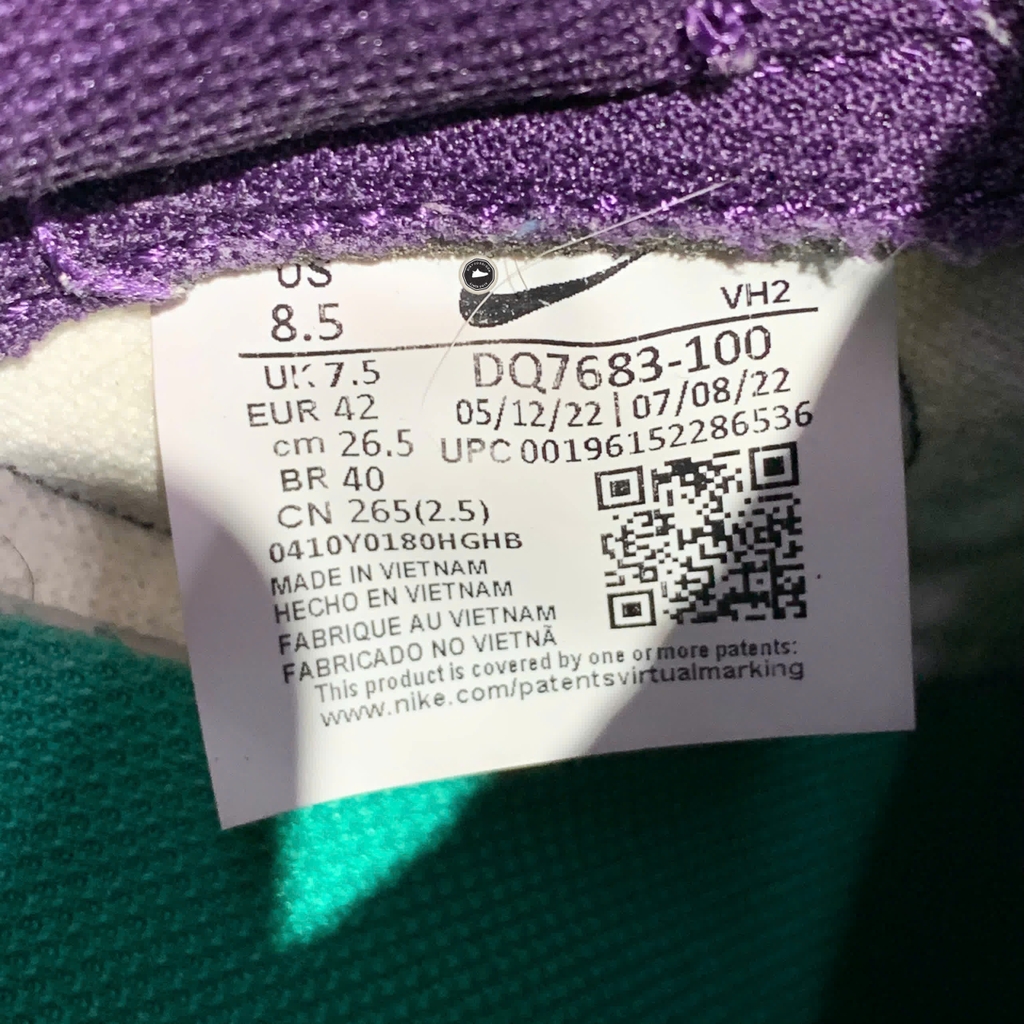 US
8.5
VH2
UK 7.5
DQ7683-100
EUR 42
05/12/22 | 07/08/22
cm 26.5
UPC 00196152286536
BR 40
CN 265(2.5)
0410Y0180HGHB
MADE IN VIETNAM
HECHO EN VIETNAM
FABRIQUE AU VIETNAM
FABRICADO NO VIETNÃ
This product is covered by one or more patents:
www.nike.com/patentsvirtualmarking